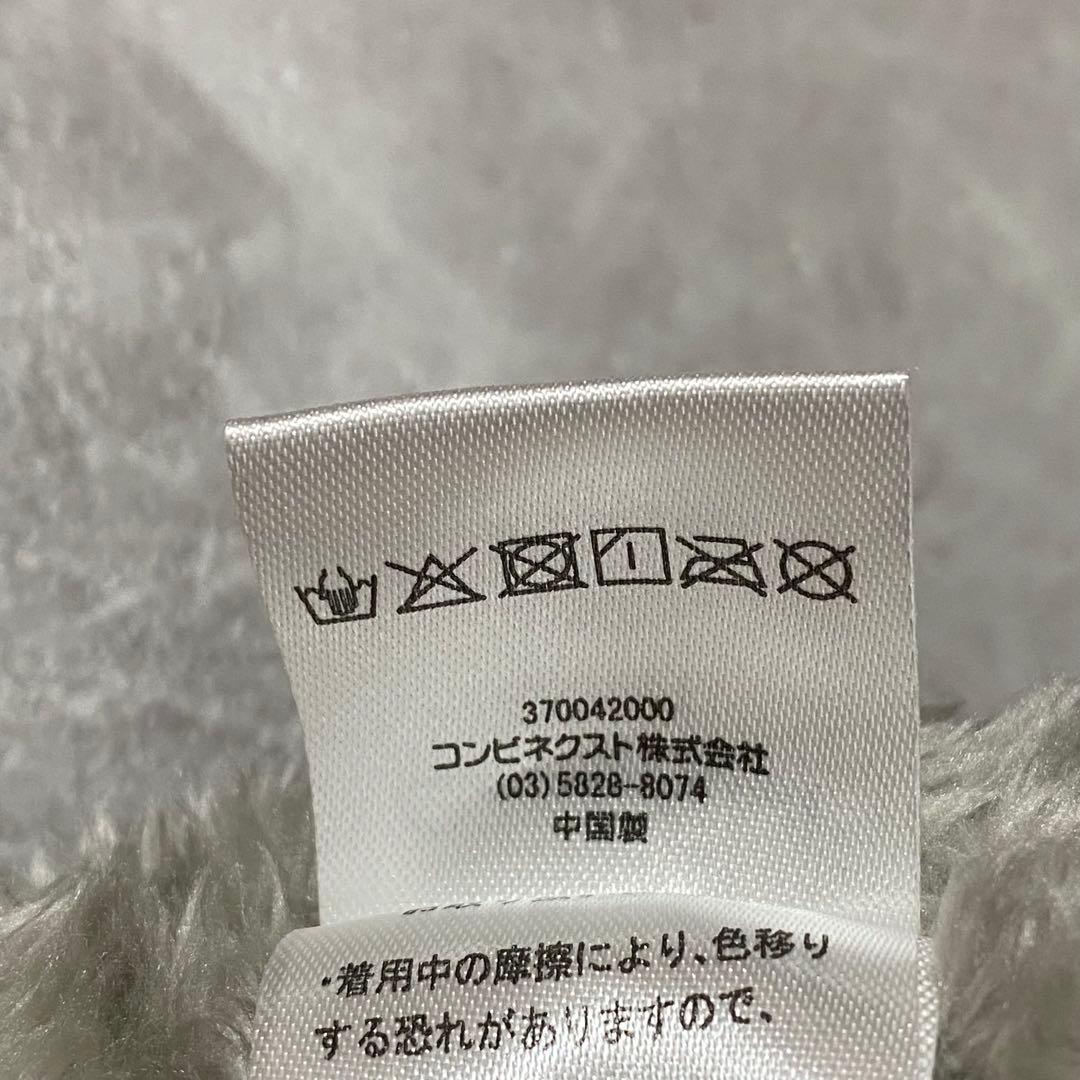 370042000
コンビネクスト株式会社
(03)5828-8074
中国製
・着用中の摩擦により、色移り
する恐れがありますので、